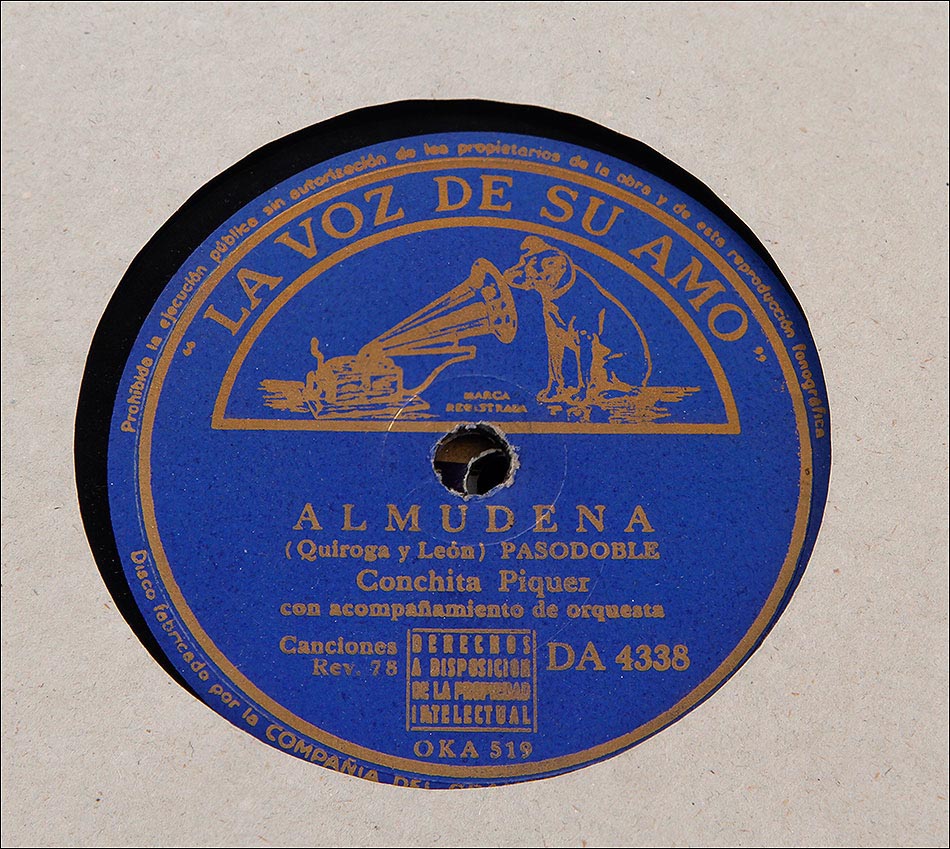 Prohibida la ejecución pública sin autorización de los propietarios de la obra y de esta reproducción fonográfica
"LA VOZ DE SU AMO"
MARCA
REGISTRADA
ALMUDENA
(Quiroga y León) PASODOBLE
Conchita Piquer
con acompañamiento de orquesta
Canciones
Rev. 78
DERECHOS
A DISPOSICION
DE LA PROPIEDAD
INTELECTUAL
DA 4338
OKA 519
Disco fabricado por la COMPAÑIA DEL